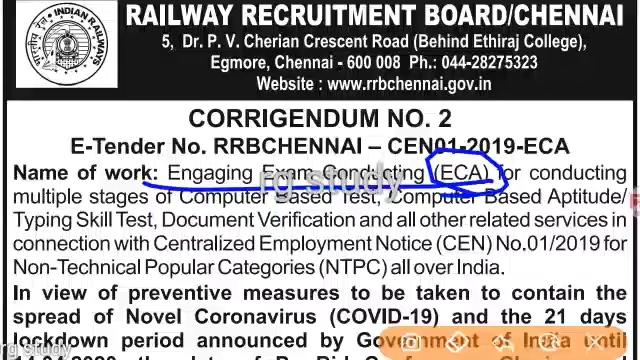 INDIAN RAILWAYS
RAILWAY RECRUITMENT BOARD/CHENNAI
5, Dr. P. V. Cherian Crescent Road (Behind Ethiraj College),
Egmore, Chennai - 600 008 Ph.: 044-28275323
Website : www.rrbchennai.gov.in
CORRIGENDUM NO. 2
E-Tender No. RRBCHENNAI – CEN01-2019-ECA
Name of work: Engaging Exam Conducting (ECA) for conducting
rg study
multiple stages of Computer Based Test, Computer Based Aptitude/
Typing Skill Test, Document Verification and all other related services in
connection with Centralized Employment Notice (CEN) No.01/2019 for
Non-Technical Popular Categories (NTPC) all over India.
In view of preventive measures to be taken to contain the
spread of Novel Coronavirus (COVID-19) and the 21 days
lockdown period announced by Government of India until
rg study